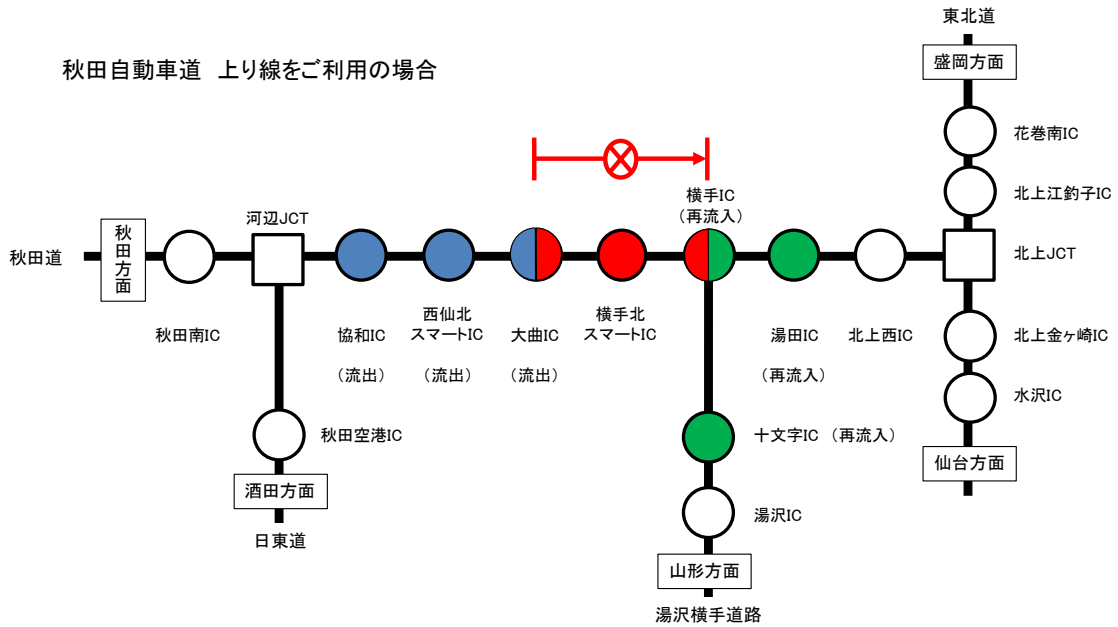 東北道
秋田自動車道 上り線をご利用の場合
盛岡方面
花巻南IC
北上江釣子IC
横手IC
(再流入)
河辺JCT
秋田道
秋田方面
北上JCT
秋田南IC
協和IC
(流出)
西仙北
スマートIC
(流出)
大曲IC
(流出)
横手北
スマートIC
湯田IC
(再流入)
北上西IC
北上金ヶ崎IC
水沢IC
仙台方面
秋田空港IC
酒田方面
日東道
十文字IC (再流入)
湯沢IC
山形方面
湯沢横手道路